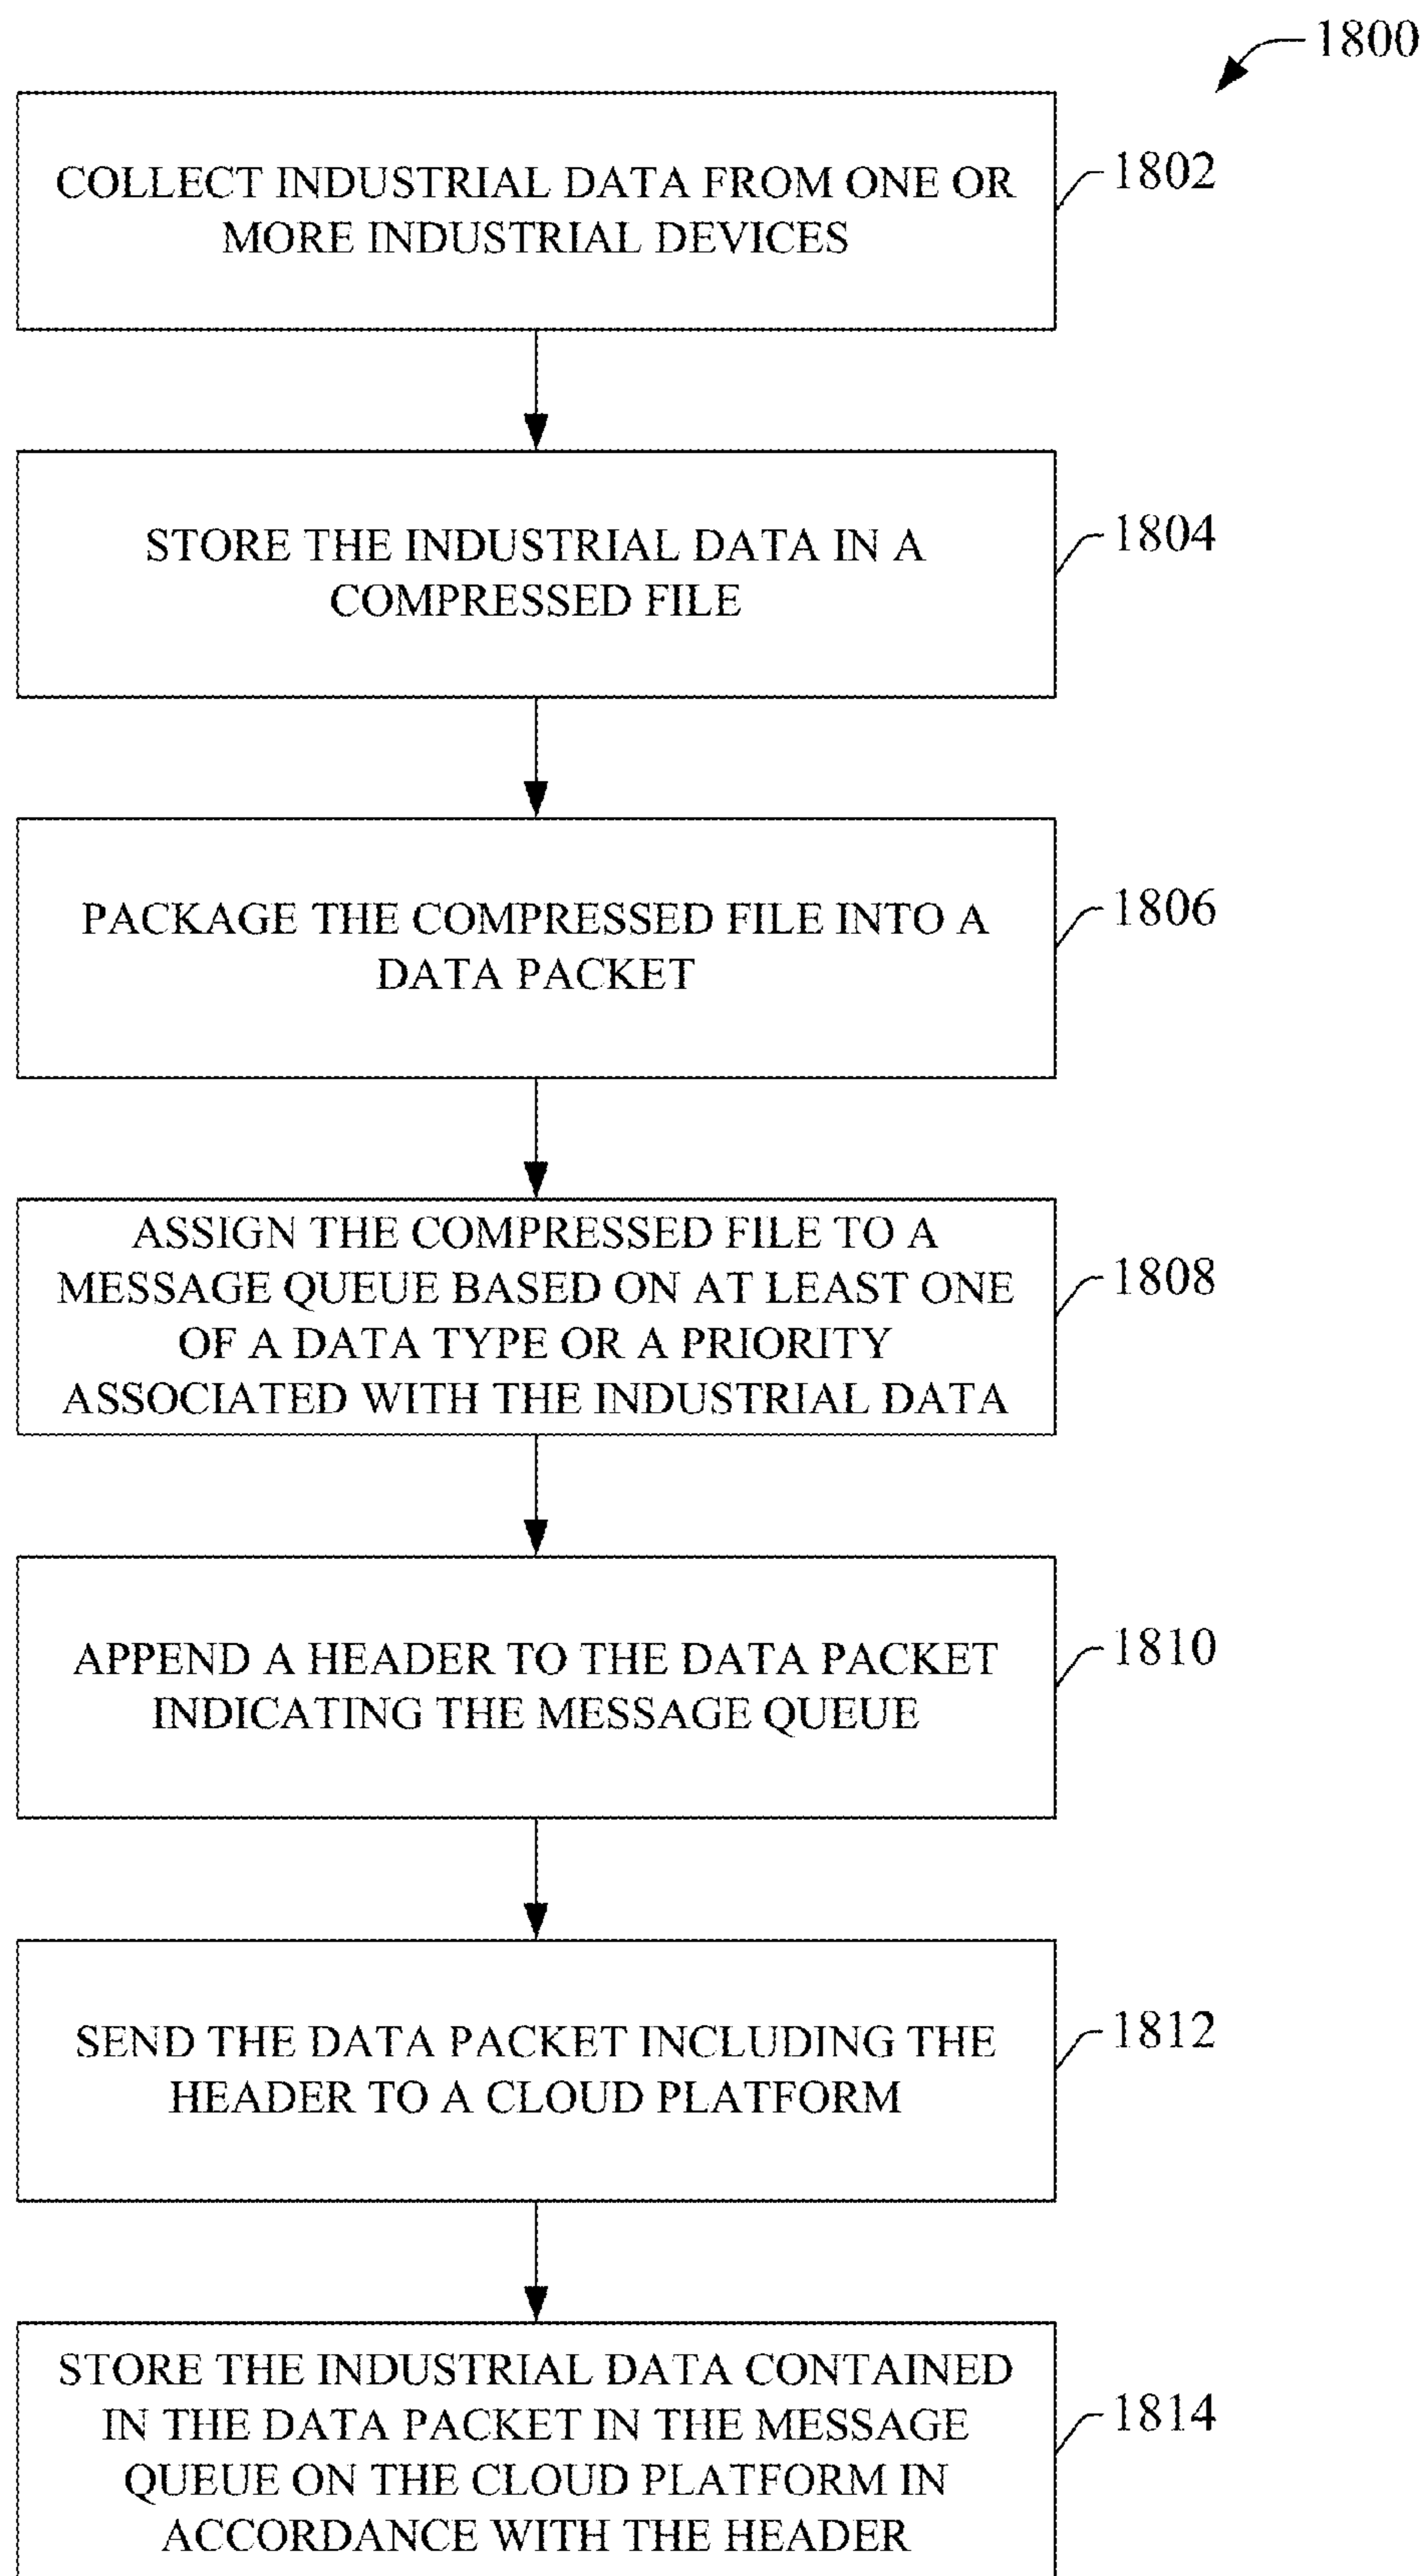 1800
COLLECT INDUSTRIAL DATA FROM ONE OR
MORE INDUSTRIAL DEVICES
1802
STORE THE INDUSTRIAL DATA IN A
COMPRESSED FILE
1804
PACKAGE THE COMPRESSED FILE INTO A
DATA PACKET
1806
ASSIGN THE COMPRESSED FILE TO A
MESSAGE QUEUE BASED ON AT LEAST ONE
OF A DATA TYPE OR A PRIORITY
ASSOCIATED WITH THE INDUSTRIAL DATA
1808
APPEND A HEADER TO THE DATA PACKET
INDICATING THE MESSAGE QUEUE
1810
SEND THE DATA PACKET INCLUDING THE
HEADER TO A CLOUD PLATFORM
1812
STORE THE INDUSTRIAL DATA CONTAINED
IN THE DATA PACKET IN THE MESSAGE
QUEUE ON THE CLOUD PLATFORM IN
ACCORDANCE WITH THE HEADER
1814